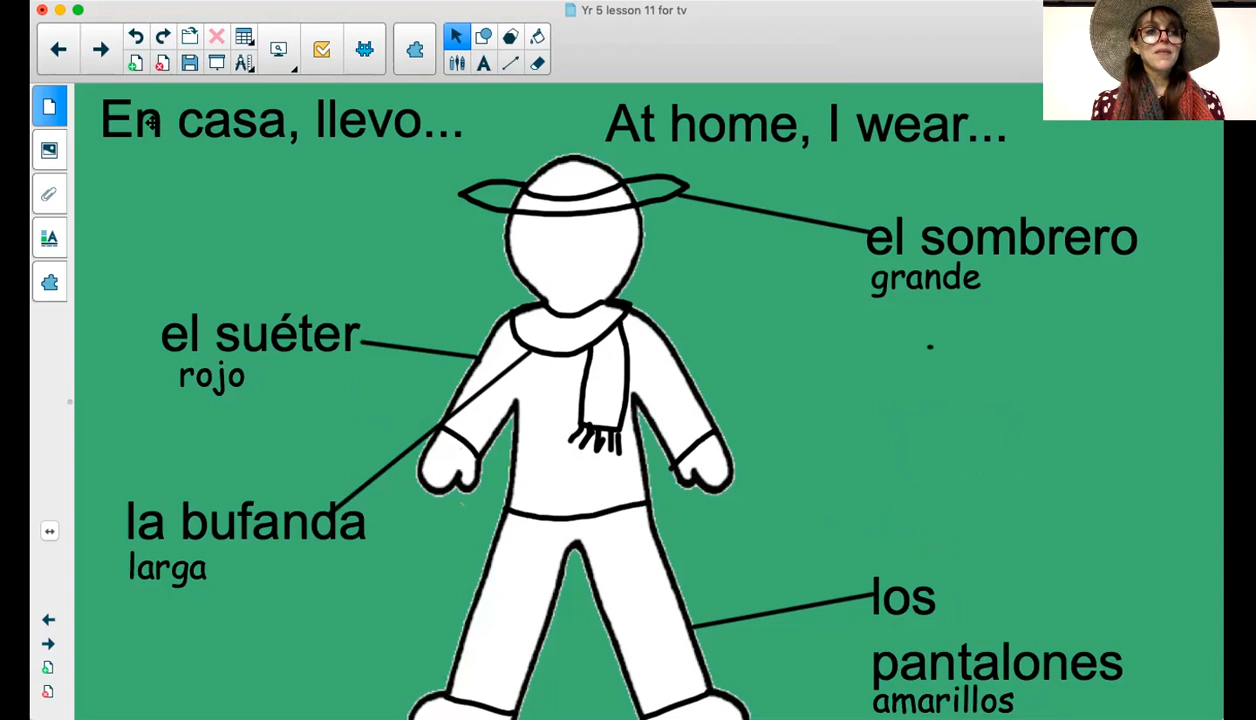 Yr 5 lesson 11 for tv
En casa, llevo...
At home, I wear...
el sombrero
grande
el suéter
rojo
la bufanda
larga
los
pantalones
amarillos